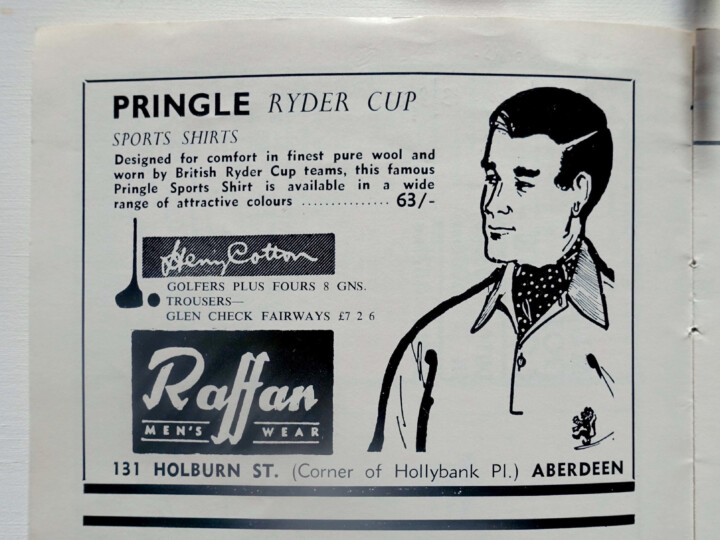 PRINGLE RYDER CUP
SPORTS SHIRTS
Designed for comfort in finest pure wool and
worn by British Ryder Cup teams, this famous
Pringle Sports Shirt is available in a wide
range of attractive colours ............... 63/-
Henry Cotton
GOLFERS PLUS FOURS 8 GNS.
TROUSERS—
GLEN CHECK FAIRWAYS £7 2 6
Raffan
MEN'S WEAR
131 HOLBURN ST. (Corner of Hollybank Pl.) ABERDEEN